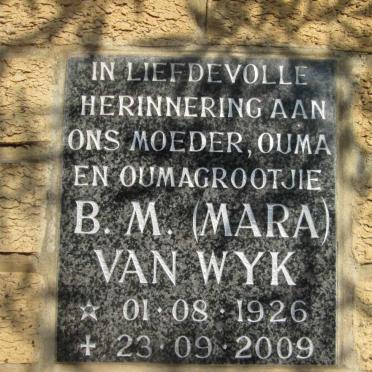 IN LIEFDEVOLLE
HERINNERING AAN
ONS MOEDER, OUMA
EN OUMAGROOTJIE
B. M. (MARA)
VAN WYK
☆ 01·08·1926
✝ 23·09·2009